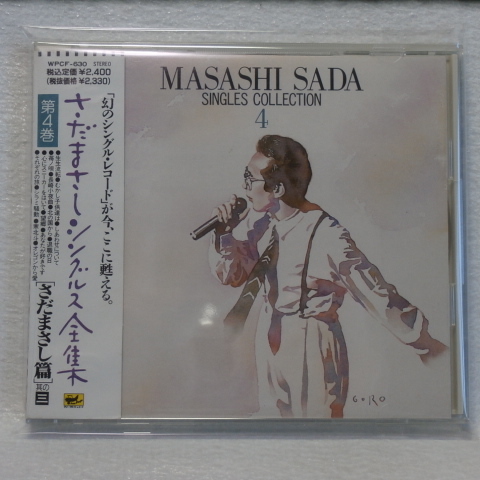 WPCF-630 STEREO
税込定価¥2,400
(税抜価格¥2,330)
第4巻
さだまさしシングルス全集
[さだまさし篇]其の三
「幻のシングル・レコード」が今、ここに甦える。
MASASHI SADA
SINGLES COLLECTION
4
GORO